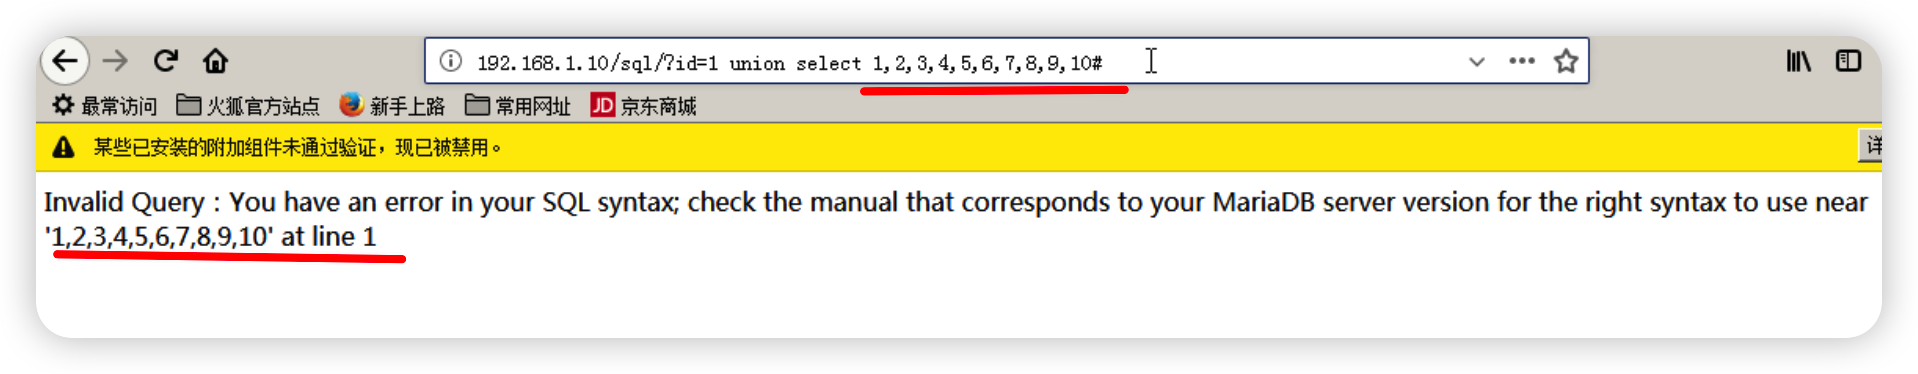 192.168.1.10/sql/?id=1 union select 1,2,3,4,5,6,7,8,9,10#
最常访问 火狐官方站点 新手上路 常用网址 JD 京东商城
某些已安装的附加组件未通过验证，现已被禁用。
Invalid Query : You have an error in your SQL syntax; check the manual that corresponds to your MariaDB server version for the right syntax to use near
'1,2,3,4,5,6,7,8,9,10' at line 1